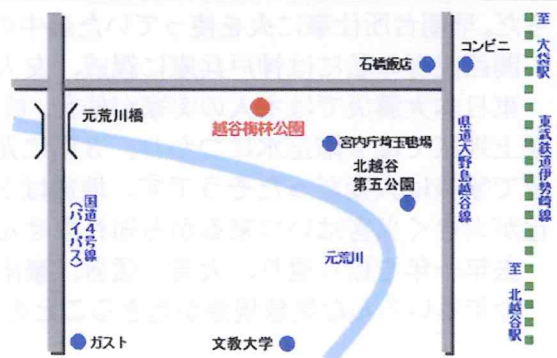 至 大袋駅
コンビニ
石橋飯店
元荒川橋
越谷梅林公園
宮内庁埼玉鴨場
北越谷
第五公園
県道大野島越谷線
東武鉄道伊勢崎線
国道4号線
(バイパス)
元荒川
至 北越谷駅
ガスト
文教大学